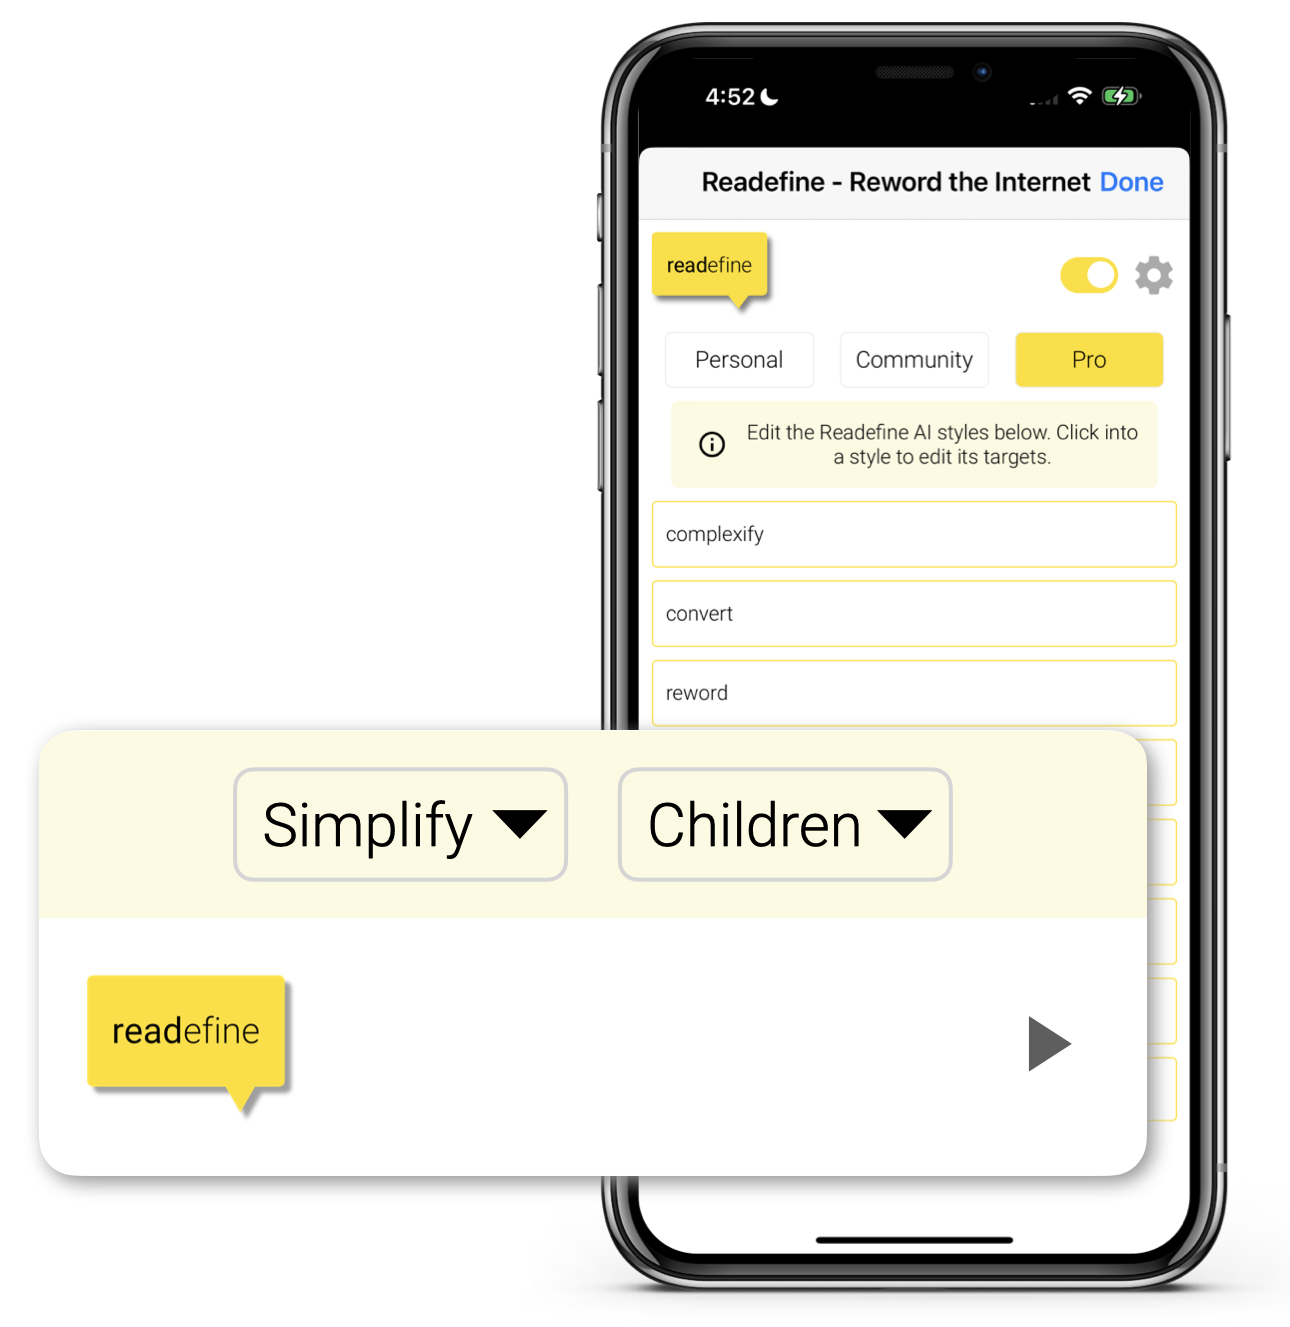 4:52
Readefine - Reword the Internet Done
readefine
Personal Community Pro
Edit the Readefine AI styles below. Click into
a style to edit its targets.
complexify
convert
reword
Simplify Children
readefine